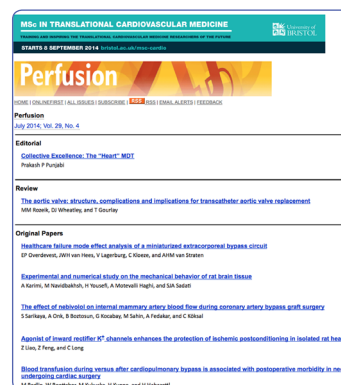 MSc IN TRANSLATIONAL CARDIOVASCULAR MEDICINE
TRAINING AND INSPIRING THE TRANSLATIONAL CARDIOVASCULAR MEDICINE RESEARCHERS OF THE FUTURE
University of BRISTOL
STARTS 8 SEPTEMBER 2014 bristol.ac.uk/msc-cardio
Perfusion
HOME | ONLINEFIRST | ALL ISSUES | SUBSCRIBE | RSS RSS | EMAIL ALERTS | FEEDBACK
Perfusion
July 2014; Vol. 29, No. 4
Editorial
Collective Excellence: The "Heart" MDT
Prakash P Punjabi
Review
The aortic valve: structure, complications and implications for transcatheter aortic valve replacement
MM Rozeik, DJ Wheatley, and T Gourlay
Original Papers
Healthcare failure mode effect analysis of a miniaturized extracorporeal bypass circuit
EP Overdevest, JWH van Hees, V Lagerburg, C Kloeze, and AHM van Straten
Experimental and numerical study on the mechanical behavior of rat brain tissue
A Karimi, M Navidbakhsh, H Yousefi, A Motevalli Haghi, and SJA Sadati
The effect of nebivolol on internal mammary artery blood flow during coronary artery bypass graft surgery
S Sarikaya, A Onk, B Boztosun, G Kocabay, M Sahin, A Fedakar, and C Köksal
Agonist of inward rectifier K+ channels enhances the protection of ischemic postconditioning in isolated rat
Z Liao, Z Feng, and C Long
Blood transfusion during versus after cardiopulmonary bypass is associated with postoperative morbidity in
undergoing cardiac surgery